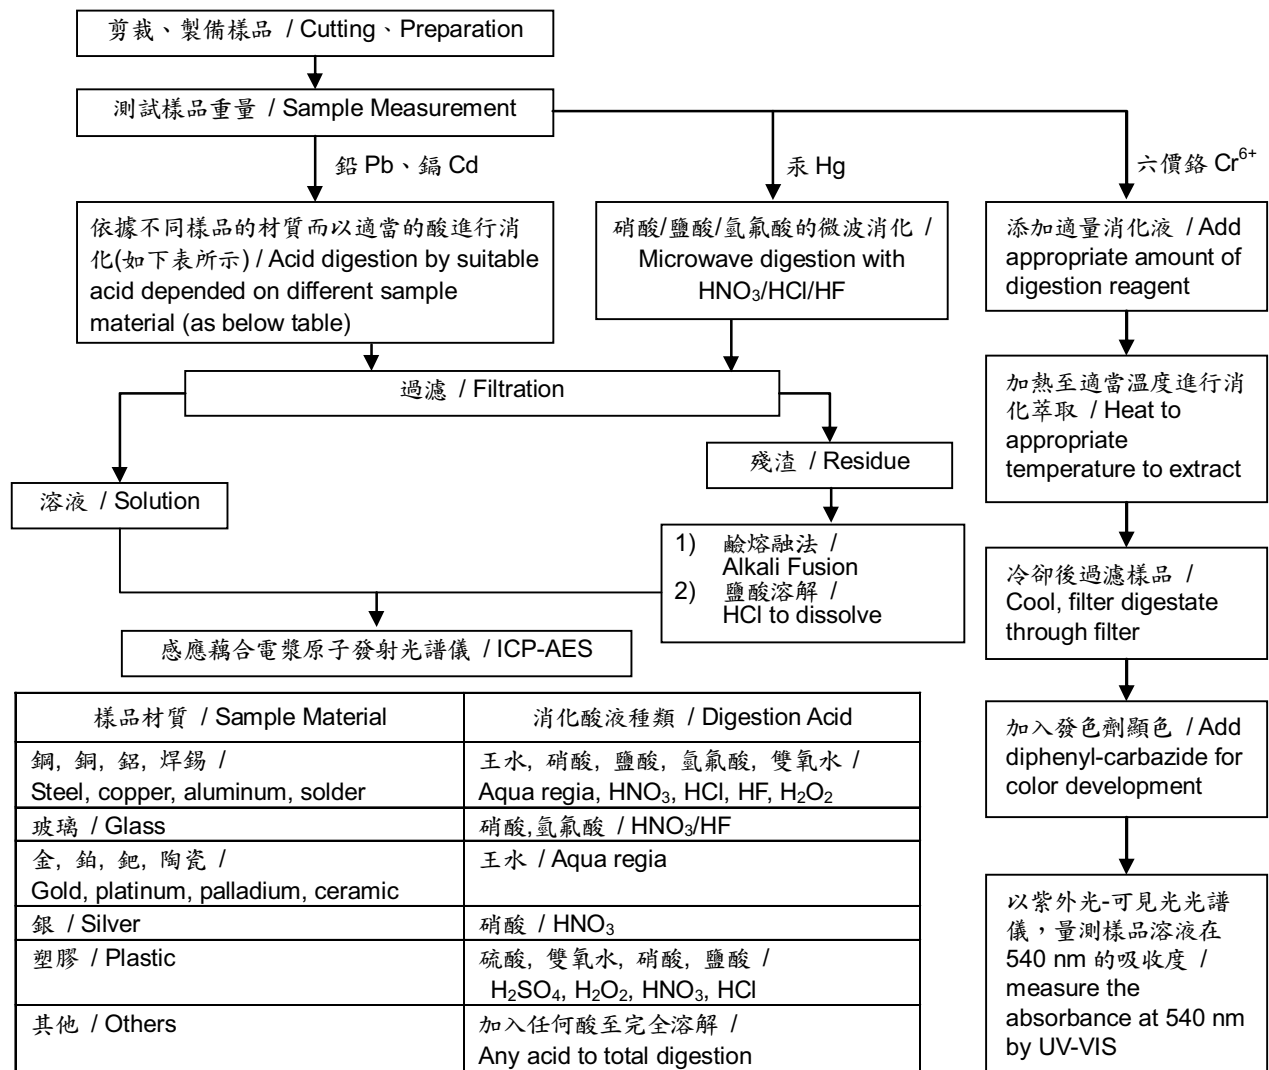 剪裁、製備樣品 / Cutting、Preparation
測試樣品重量 / Sample Measurement
鉛 Pb、鎘 Cd
汞 Hg
六價鉻 Cr⁶⁺
依據不同樣品的材質而以適當的酸進行消
化(如下表所示) / Acid digestion by suitable
acid depended on different sample
material (as below table)
硝酸/鹽酸/氫氟酸的微波消化 /
Microwave digestion with
HNO₃/HCl/HF
添加適量消化液 / Add
appropriate amount of
digestion reagent
過濾 / Filtration
加熱至適當溫度進行消
化萃取 / Heat to
appropriate
temperature to extract
溶液 / Solution
殘渣 / Residue
1) 鹼熔融法 /
Alkali Fusion
2) 鹽酸溶解 /
HCl to dissolve
冷卻後過濾樣品 /
Cool, filter digestate
through filter
感應藕合電漿原子發射光譜儀 / ICP-AES
加入發色劑顯色 / Add
diphenyl-carbazide for
color development
以紫外光-可見光光譜
儀，量測樣品溶液在
540 nm 的吸收度 /
measure the
absorbance at 540 nm
by UV-VIS
樣品材質 / Sample Material
消化酸液種類 / Digestion Acid
鋼, 銅, 鋁, 焊錫 /
Steel, copper, aluminum, solder
王水, 硝酸, 鹽酸, 氫氟酸, 雙氧水 /
Aqua regia, HNO₃, HCl, HF, H₂O₂
玻璃 / Glass
硝酸,氫氟酸 / HNO₃/HF
金, 鉑, 鈀, 陶瓷 /
Gold, platinum, palladium, ceramic
王水 / Aqua regia
銀 / Silver
硝酸 / HNO₃
塑膠 / Plastic
硫酸, 雙氧水, 硝酸, 鹽酸 /
H₂SO₄, H₂O₂, HNO₃, HCl
其他 / Others
加入任何酸至完全溶解 /
Any acid to total digestion